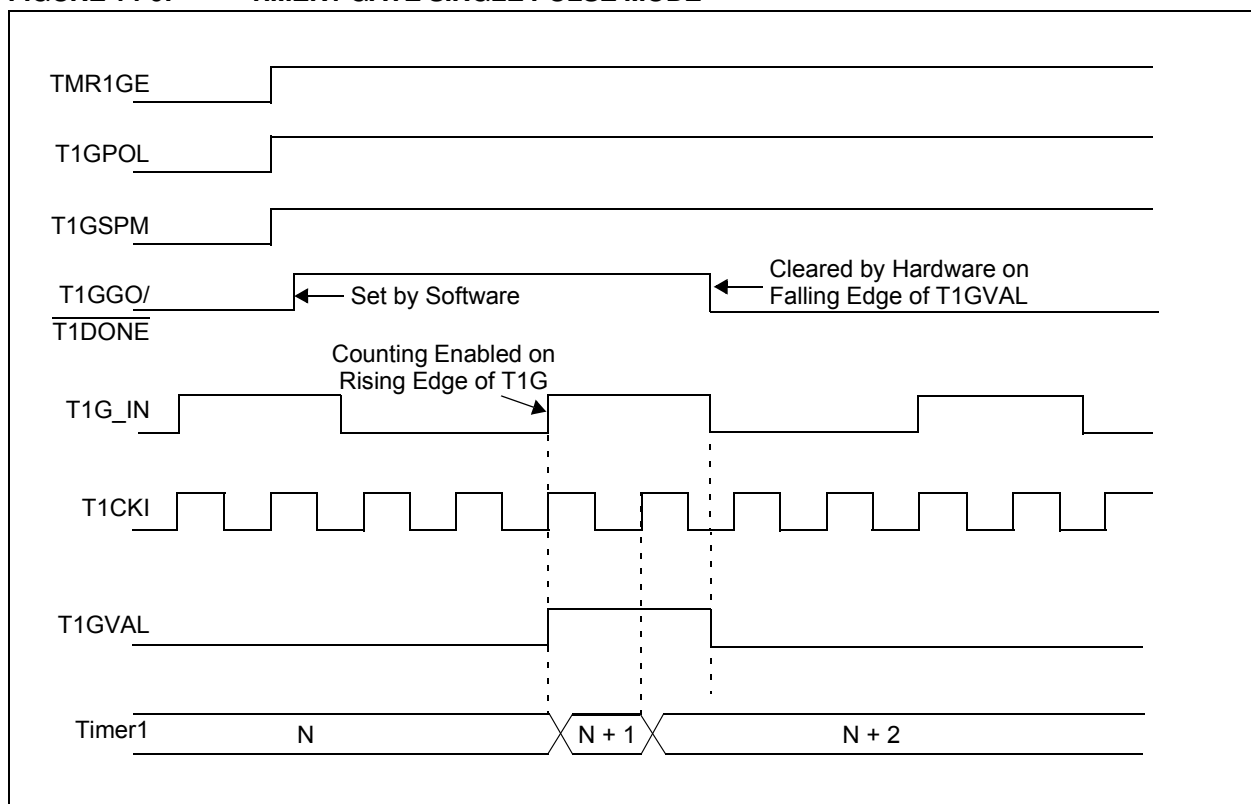 TMR1GE
T1GPOL
T1GSPM
T1GGO/
T1DONE
Set by Software
Cleared by Hardware on
Falling Edge of T1GVAL
Counting Enabled on
Rising Edge of T1G
T1G_IN
T1CKI
T1GVAL
Timer1
N
N + 1
N + 2